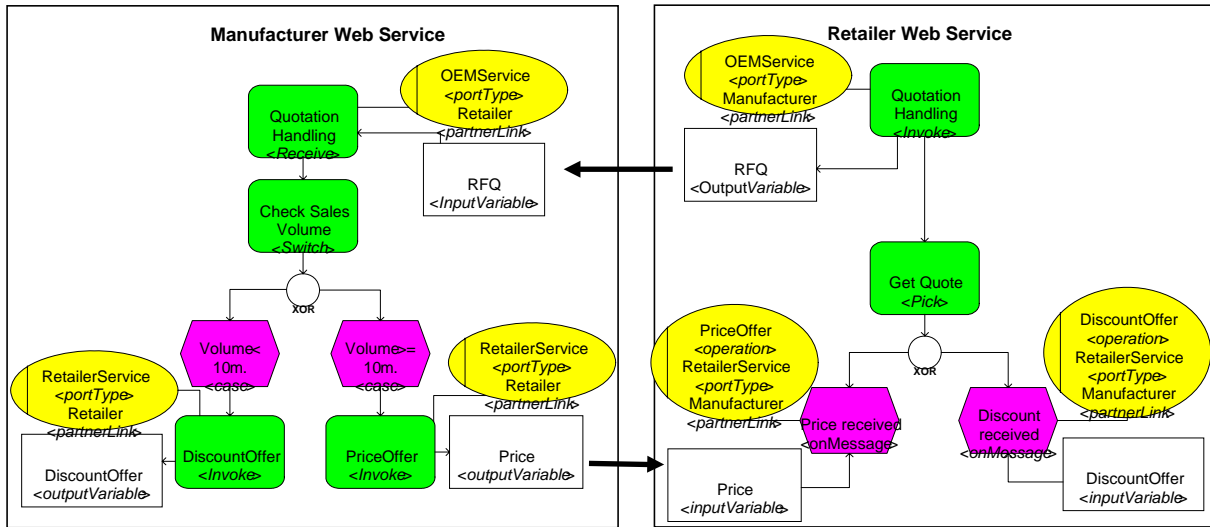 Manufacturer Web Service
OEMService
<portType>
Retailer
<partnerLink>
Quotation
Handling
<Receive>
RFQ
<InputVariable>
Check Sales
Volume
<Switch>
XOR
Volume<
10m.
<case>
Volume>=
10m.
<case>
RetailerService
<portType>
Retailer
<partnerLink>
RetailerService
<portType>
Retailer
<partnerLink>
DiscountOffer
<outputVariable>
DiscountOffer
<Invoke>
PriceOffer
<Invoke>
Price
<outputVariable>
Retailer Web Service
OEMService
<portType>
Manufacturer
<partnerLink>
Quotation
Handling
<Invoke>
RFQ
<OutputVariable>
Get Quote
<Pick>
XOR
PriceOffer
<operation>
RetailerService
<portType>
Manufacturer
<partnerLink>
DiscountOffer
<operation>
RetailerService
<portType>
Manufacturer
<partnerLink>
Price received
<onMessage>
Discount
received
<onMessage>
Price
<inputVariable>
DiscountOffer
<inputVariable>